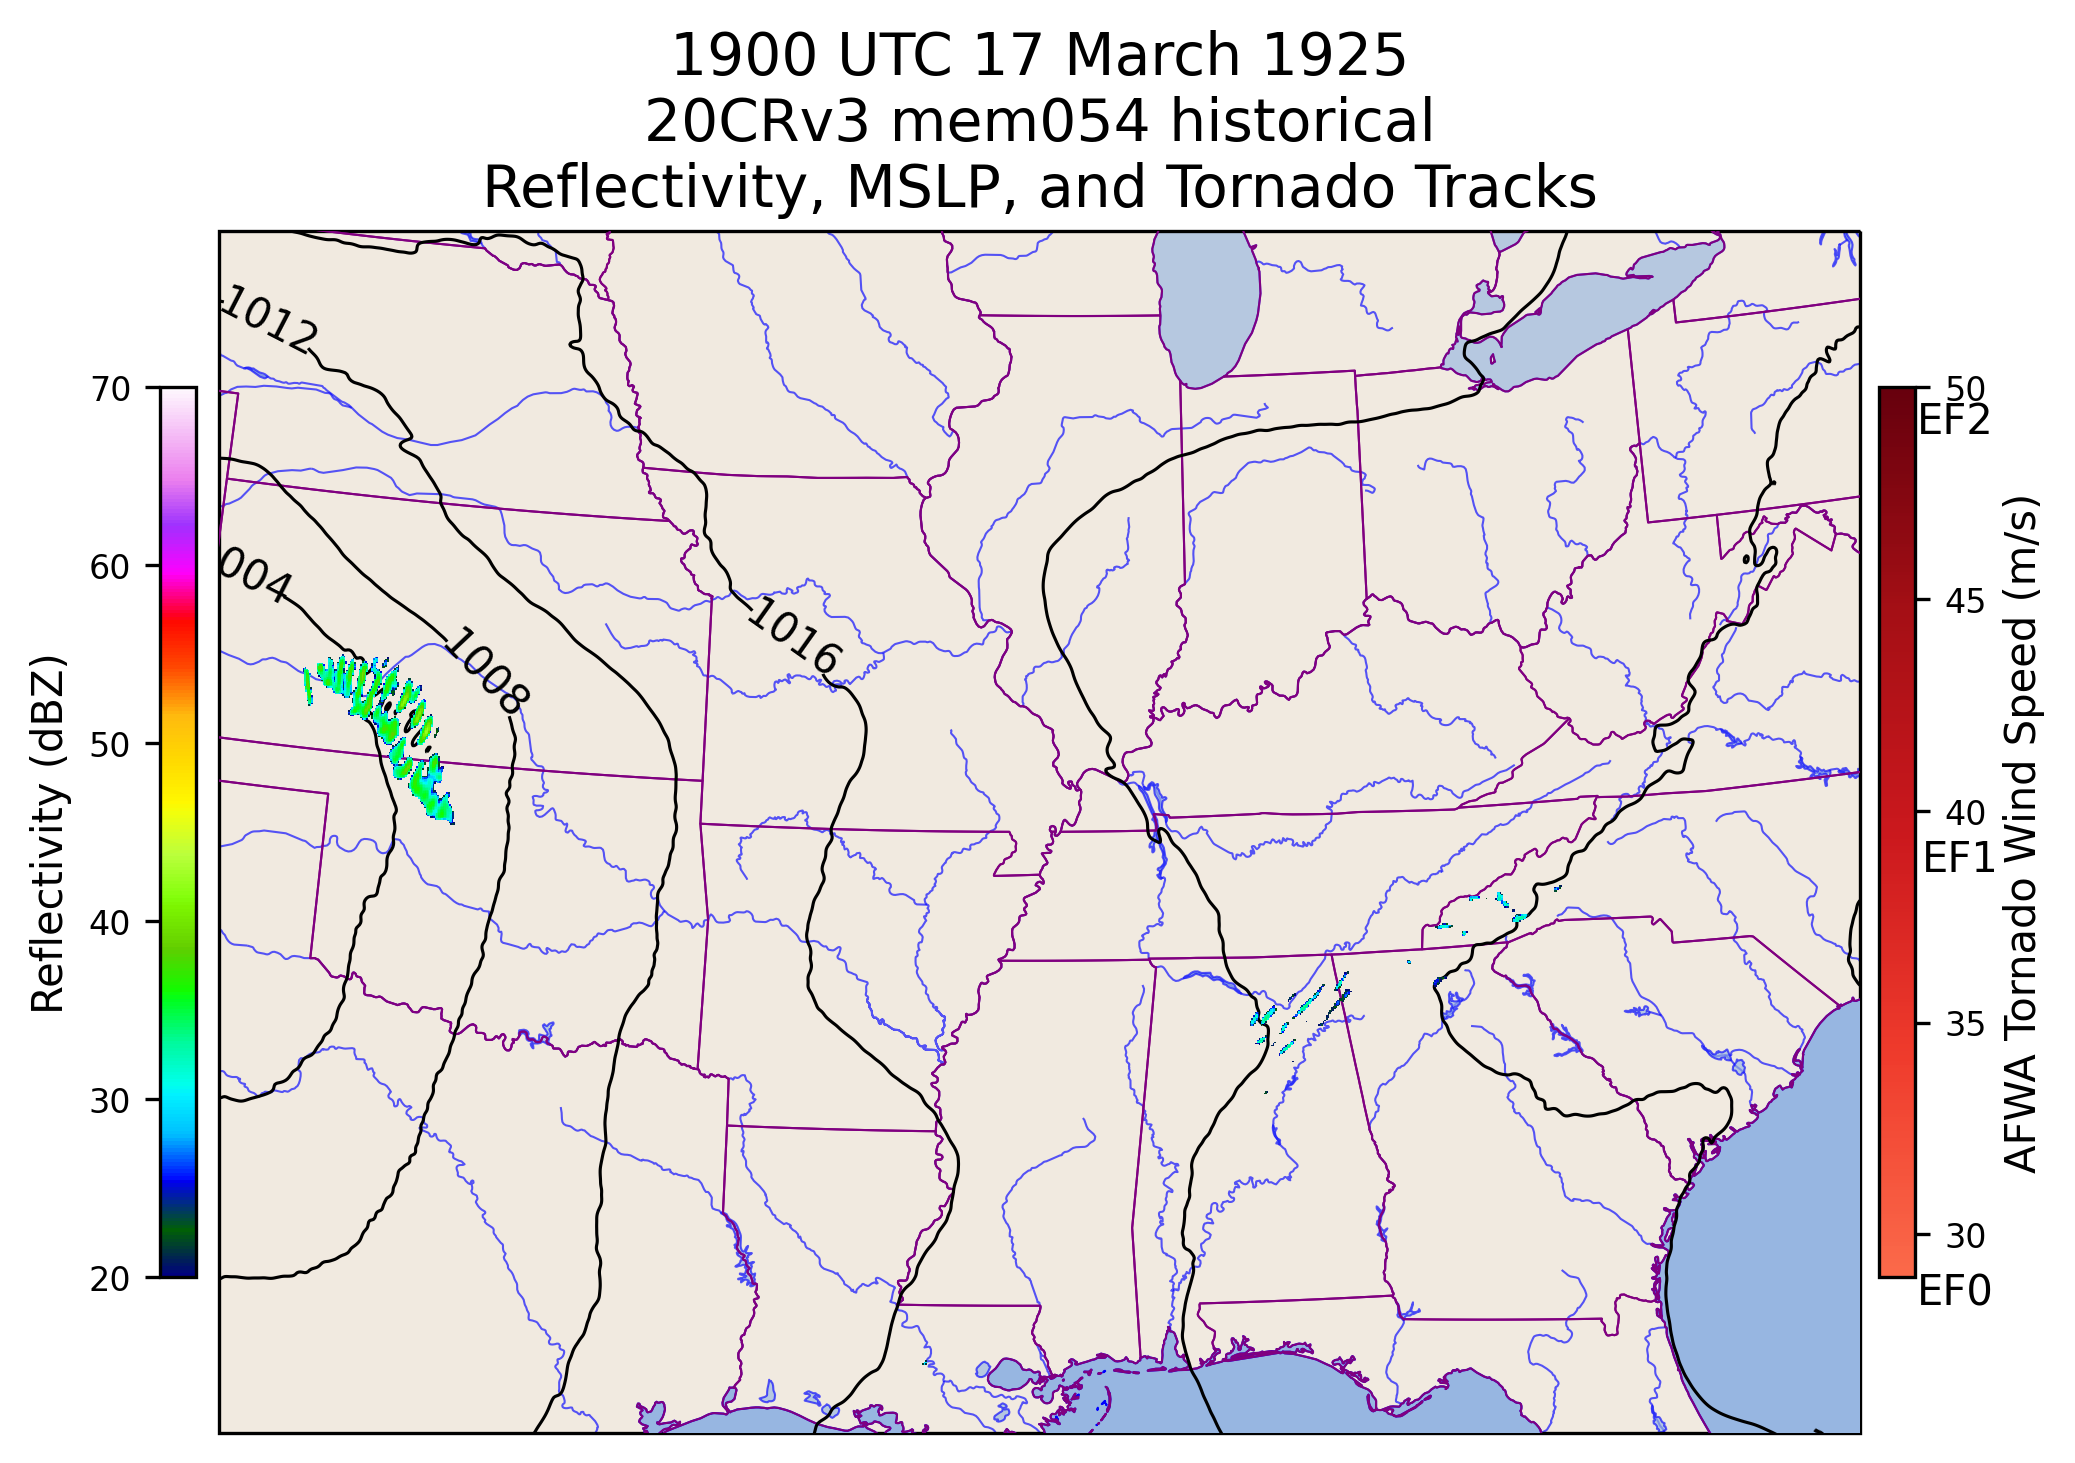 1900 UTC 17 March 1925
20CRv3 mem054 historical
Reflectivity, MSLP, and Tornado Tracks
1012
004
1008
1016
70
60
50
40
30
20
Reflectivity (dBZ)
50
EF2
45
40
EF1
35
30
EF0
AFWA Tornado Wind Speed (m/s)